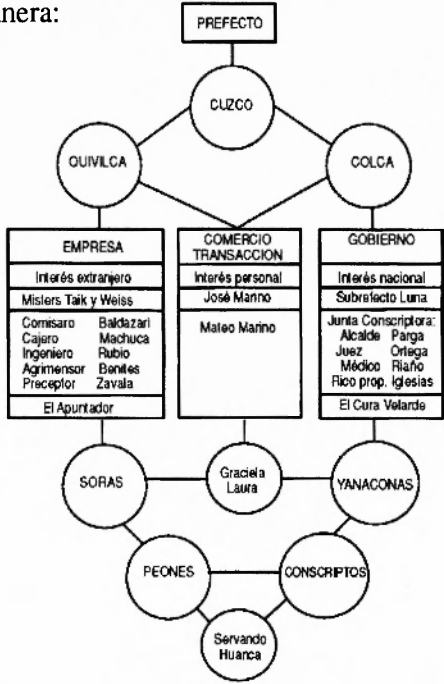 nera:
PREFECTO
CUZCO
QUIVILCA
COLCA
EMPRESA
Interés extranjero
Misters Taik y Weiss
Comisaro Baldazari
Cajero Machuca
Ingeniero Rubio
Agrimensor Benites
Preceptor Zavala
El Apuntador
COMERCIO
TRANSACCION
Interés personal
José Marino
Mateo Marino
GOBIERNO
Interés nacional
Subrefecto Luna
Junta Conscriptora:
Alcalde Parga
Juez Ortega
Médico Riaño
Rico prop. Iglesias
El Cura Velarde
SORAS
Graciela
Laura
YANACONAS
PEONES
CONSCRIPTOS
Servando
Huanca